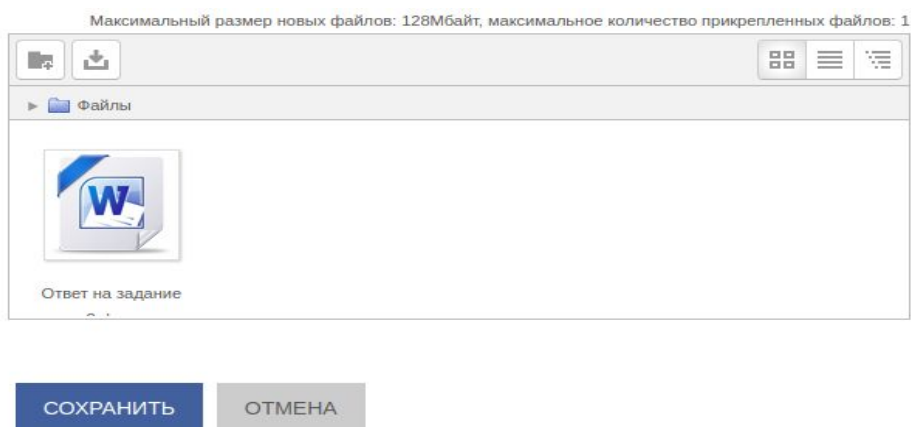 Максимальный размер новых файлов: 128Мбайт, максимальное количество прикрепленных файлов: 1
Файлы
W
Ответ на задание
СОХРАНИТЬ ОТМЕНА